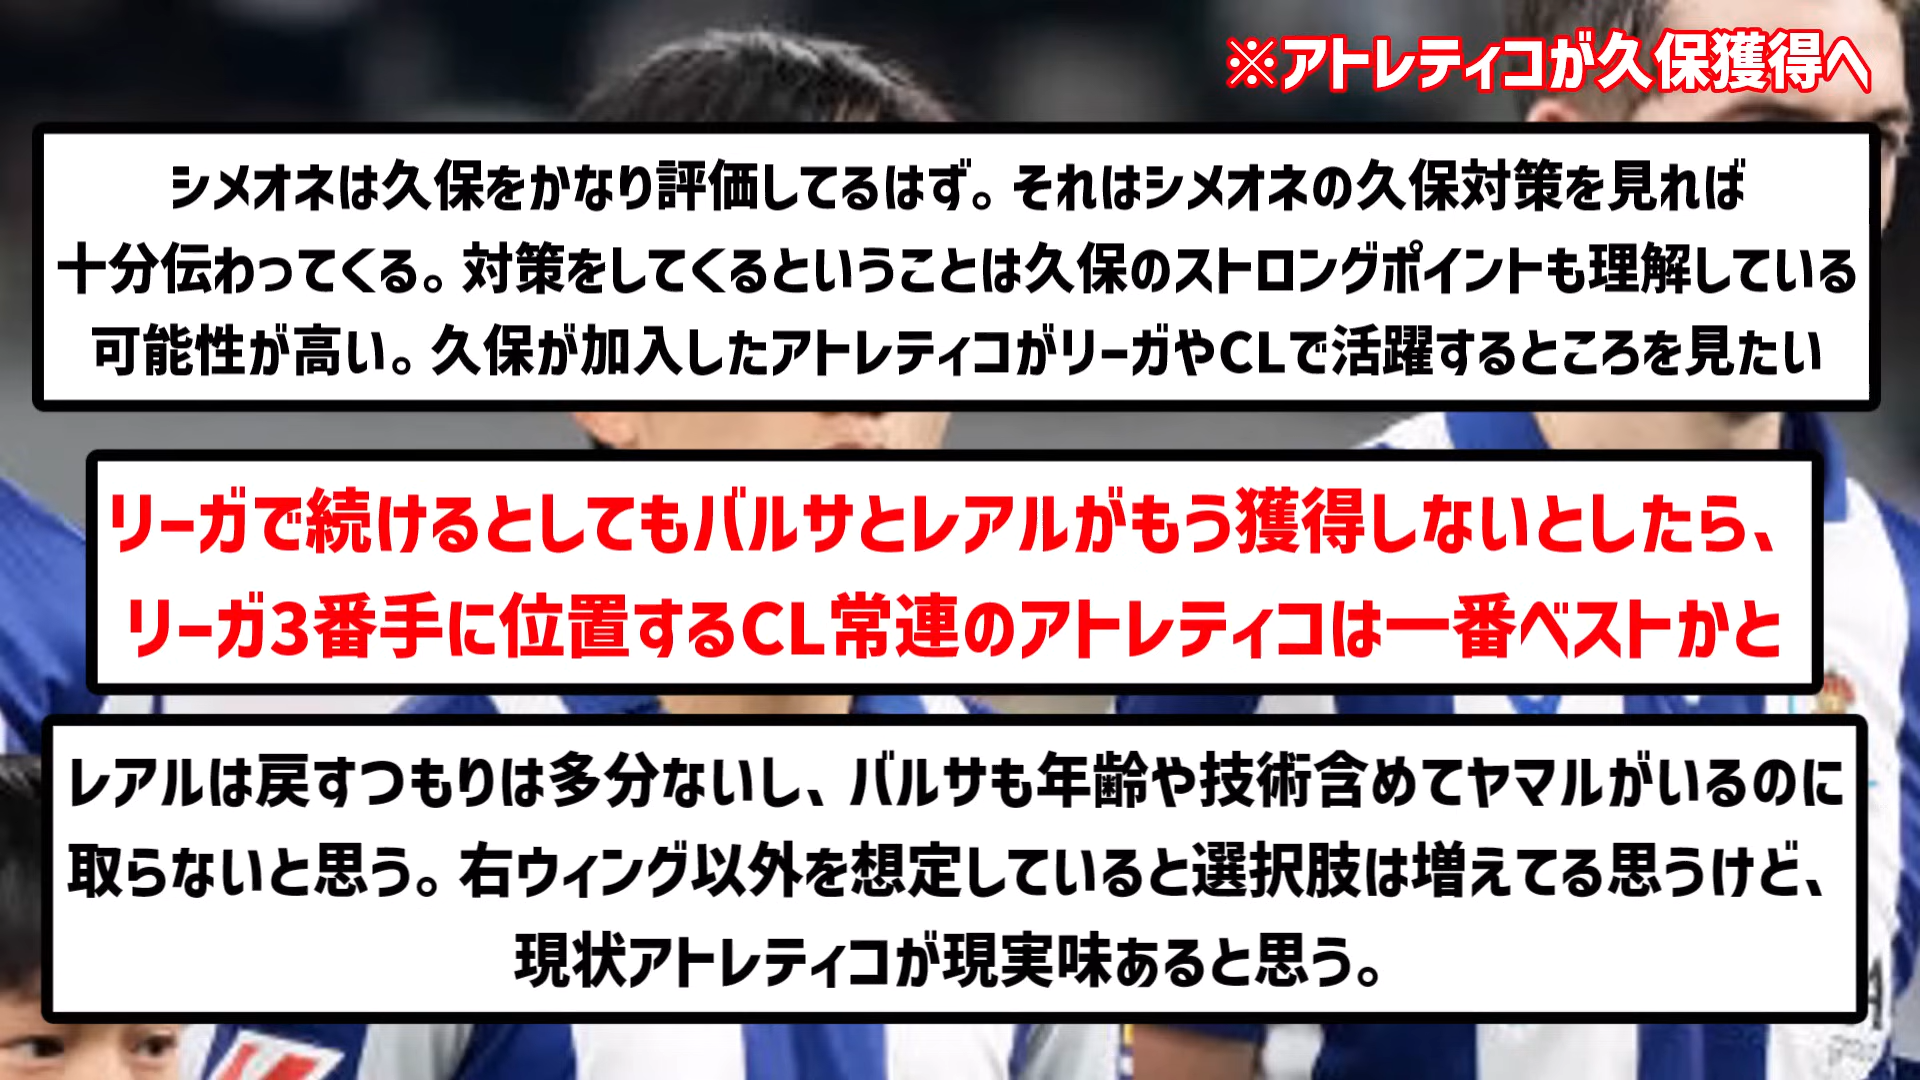 ※アトレティコが久保獲得へ
シメオネは久保をかなり評価してるはず。それはシメオネの久保対策を見れば
十分伝わってくる。対策をしてくるということは久保のストロングポイントも理解している
可能性が高い。久保が加入したアトレティコがリーガやCLで活躍するところを見たい
リーガで続けるとしてもバルサとレアルがもう獲得しないとしたら、
リーガ3番手に位置するCL常連のアトレティコは一番ベストかと
レアルは戻すつもりは多分ないし、バルサも年齢や技術含めてヤマルがいるのに
取らないと思う。右ウィング以外を想定していると選択肢は増えてる思うけど、
現状アトレティコが現実味あると思う。